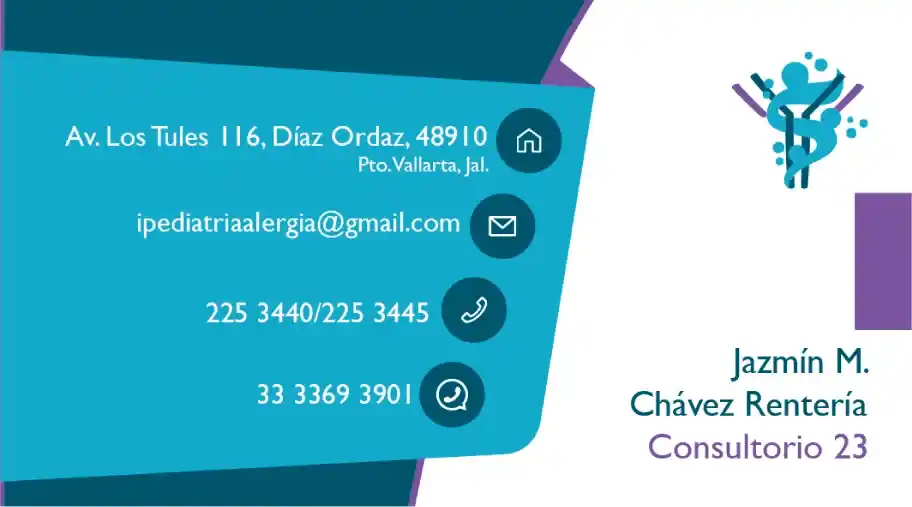 Av. Los Tules 116, Díaz Ordaz, 48910
Pto. Vallarta, Jal.
ipediatriaalergia@gmail.com
225 3440/225 3445
33 3369 3901
Jazmín M.
Chávez Rentería
Consultorio 23